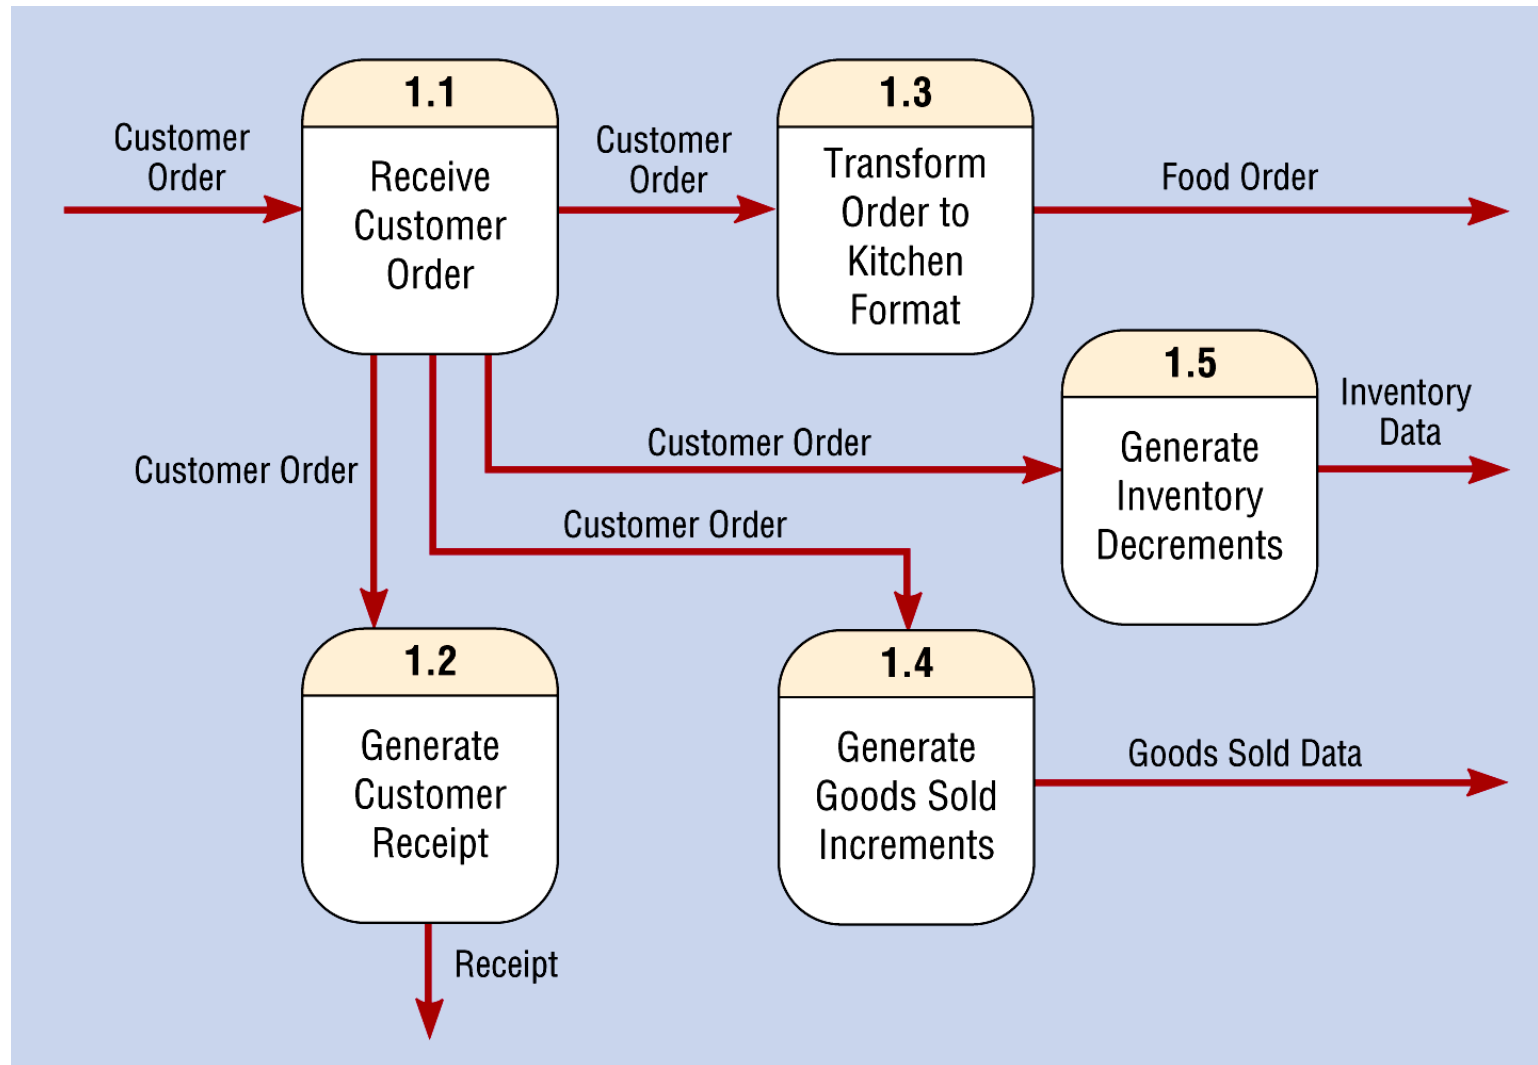 1.1
Receive
Customer
Order
Customer
Order
Customer
Order
1.3
Transform
Order to
Kitchen
Format
Food Order
1.5
Generate
Inventory
Decrements
Inventory
Data
Customer Order
Customer Order
Customer Order
1.2
Generate
Customer
Receipt
Receipt
1.4
Generate
Goods Sold
Increments
Goods Sold Data